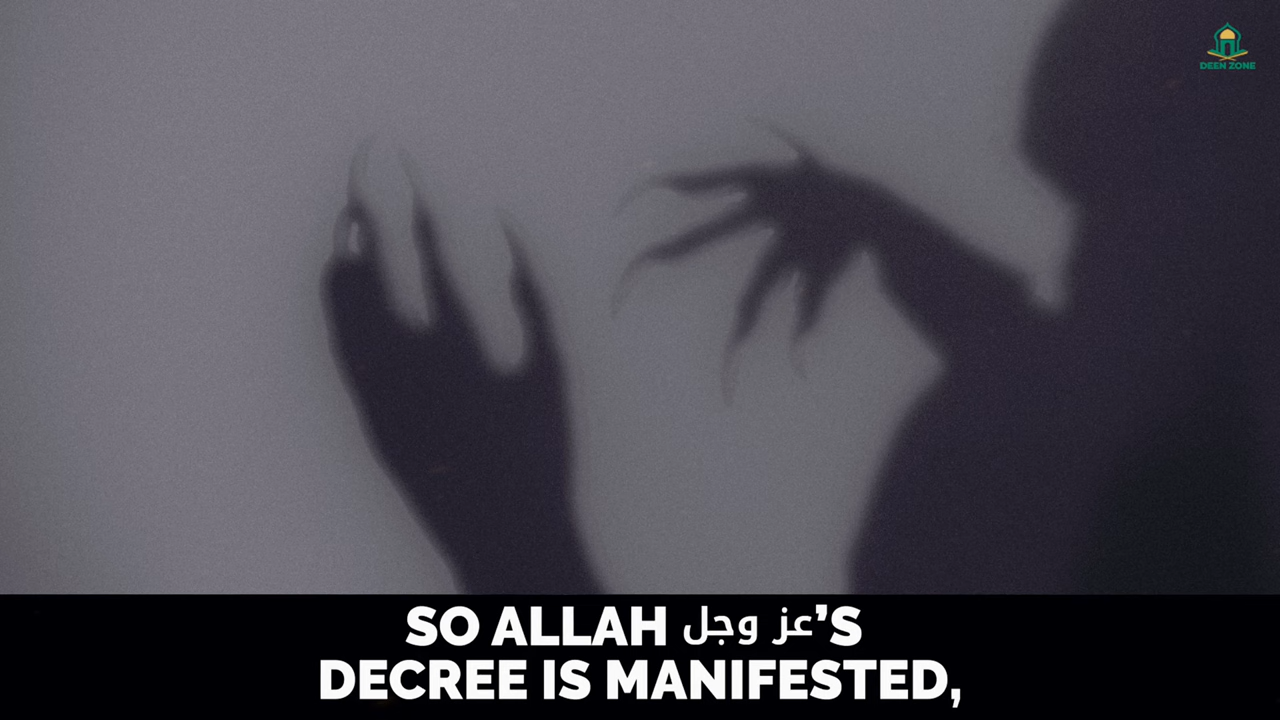 DEEN ZONE
SO ALLAH عز وجل’S
DECREE IS MANIFESTED,